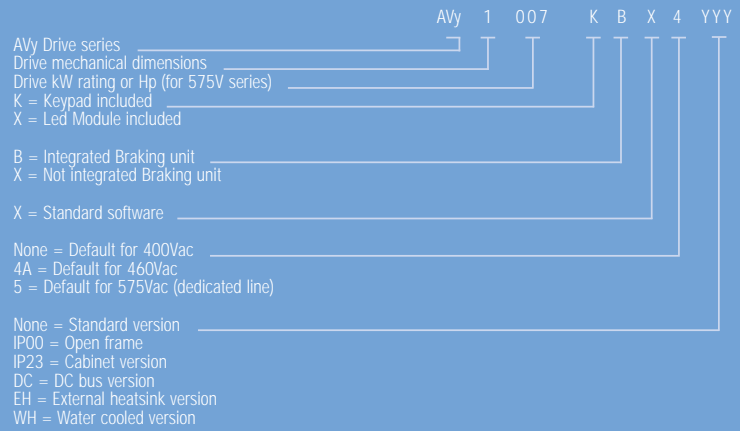 AVy 1 007 K B X 4 YYY
AVy Drive series
Drive mechanical dimensions
Drive kW rating or Hp (for 575V series)
K = Keypad included
X = Led Module included
B = Integrated Braking unit
X = Not integrated Braking unit
X = Standard software
None = Default for 400Vac
4A = Default for 460Vac
5 = Default for 575Vac (dedicated line)
None = Standard version
IP00 = Open frame
IP23 = Cabinet version
DC = DC bus version
EH = External heatsink version
WH = Water cooled version